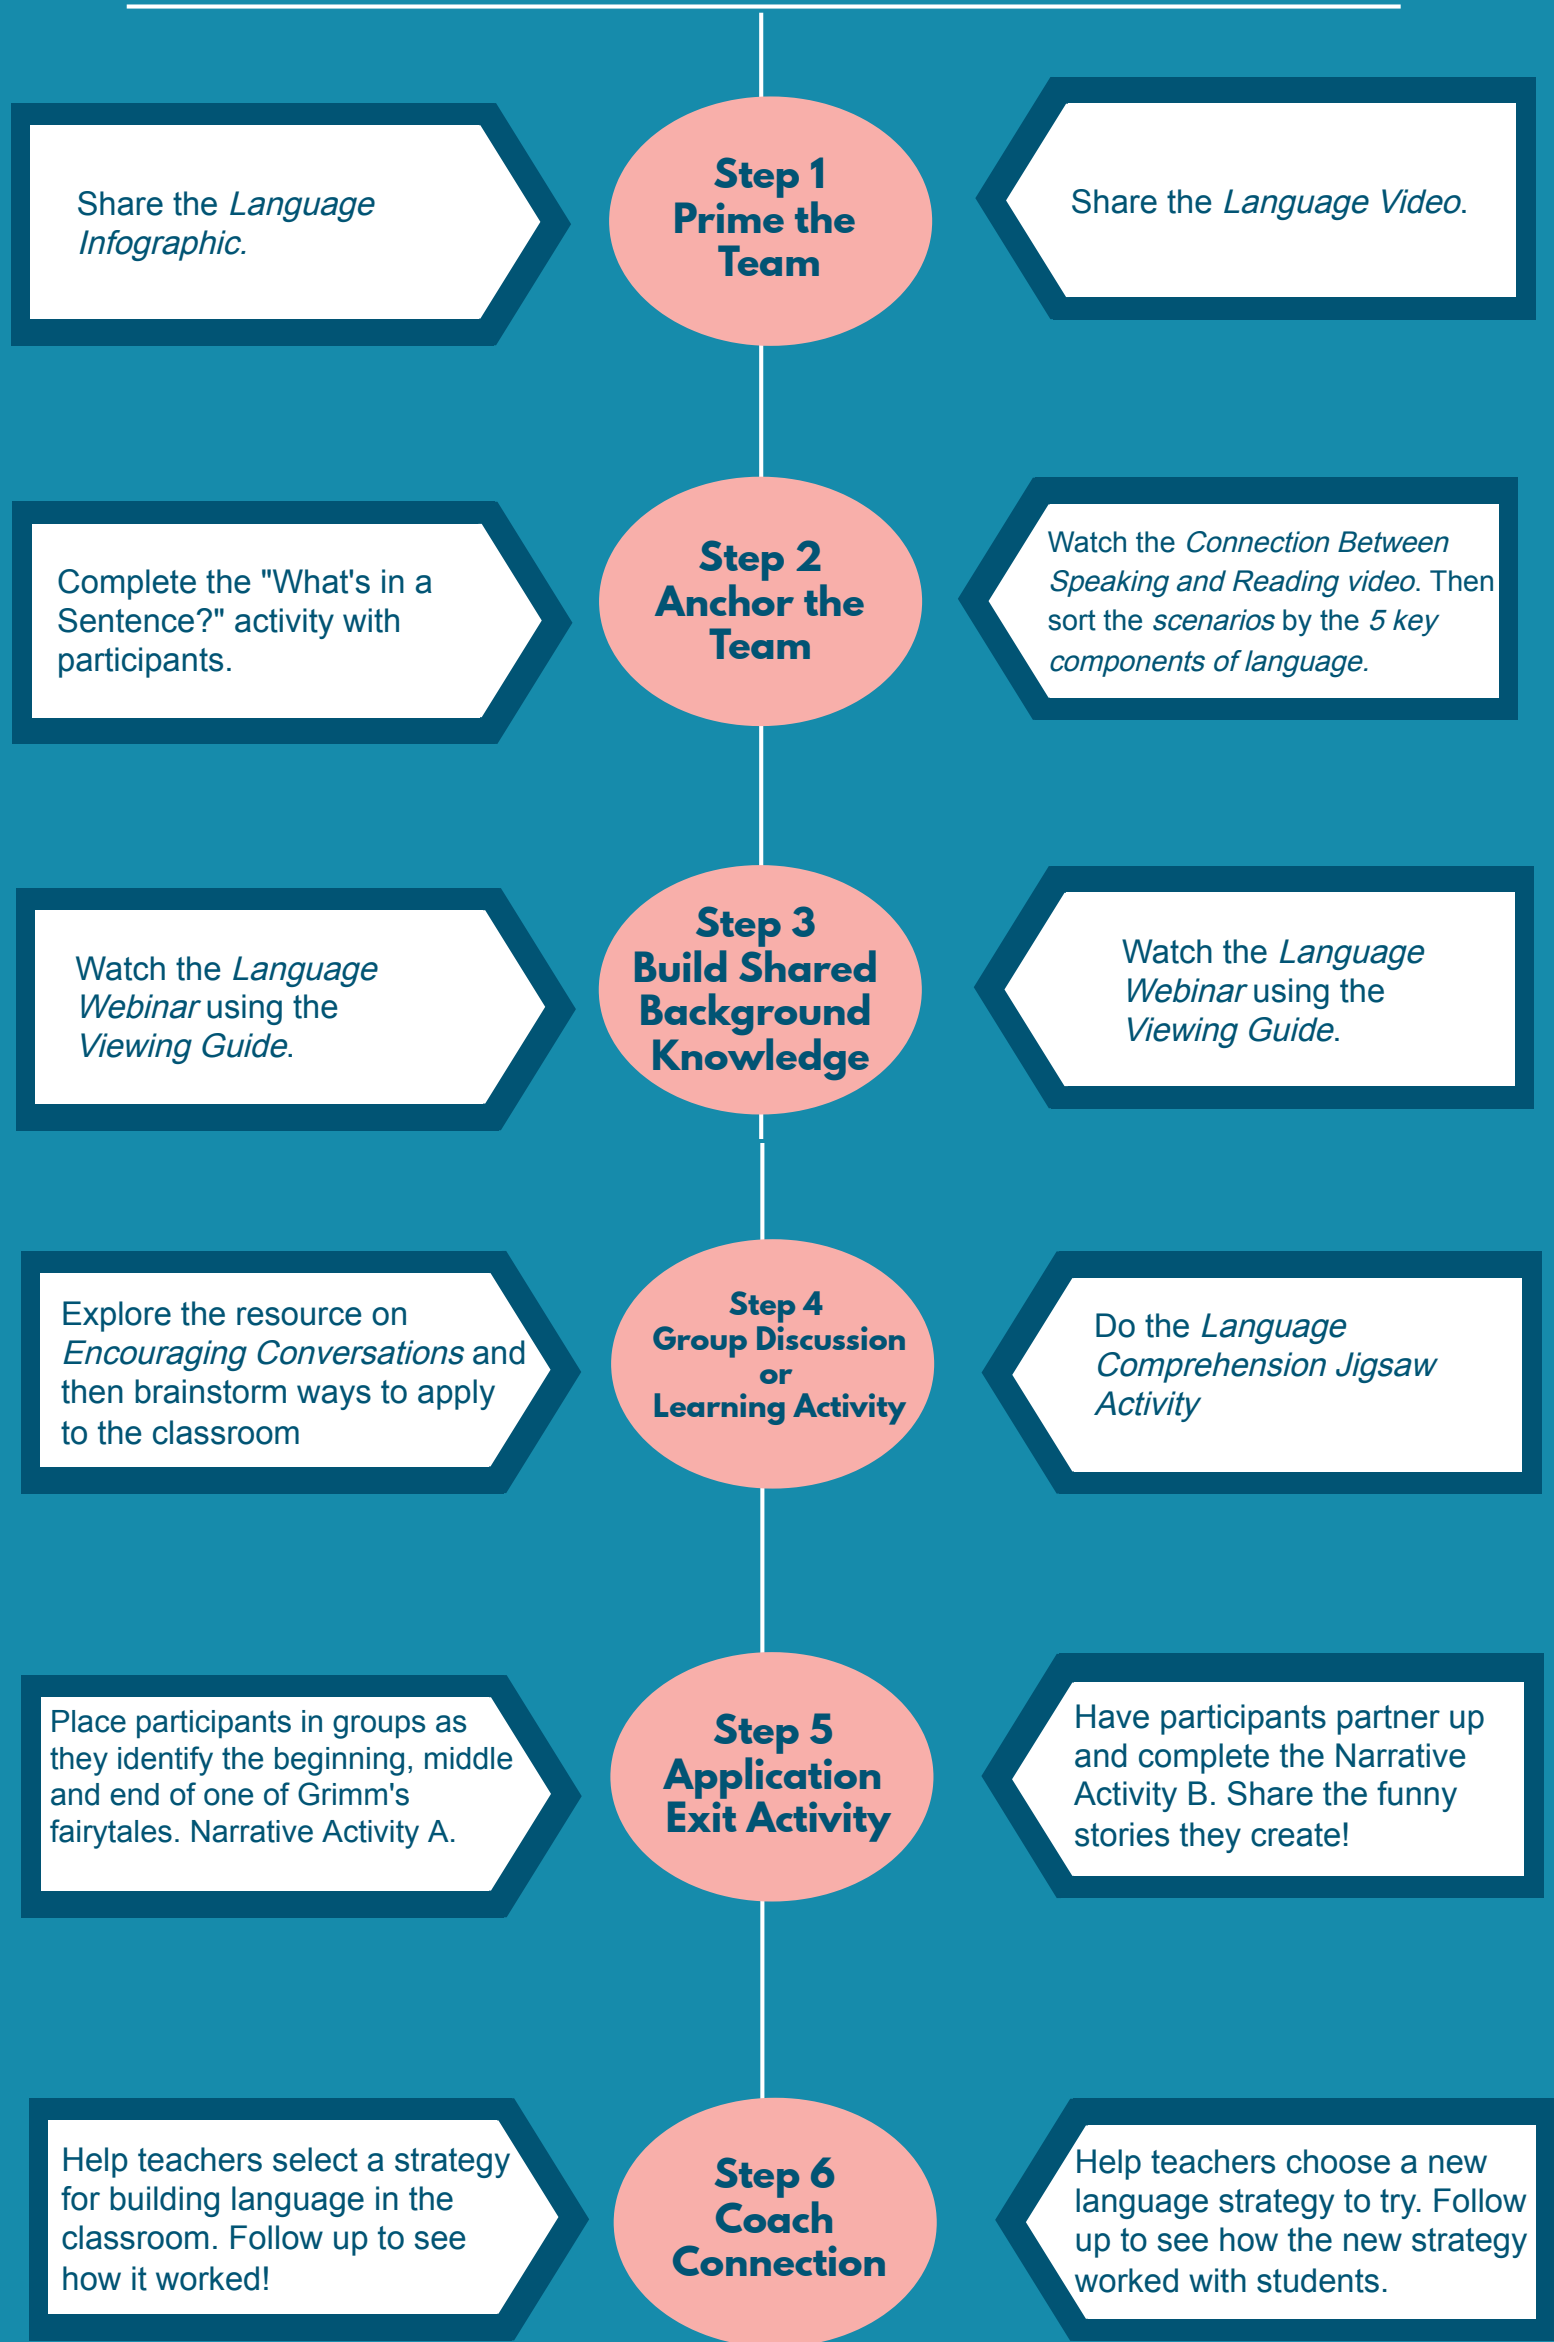 Share the Language
Infographic.
Step 1
Prime the
Team
Share the Language Video.
Complete the "What's in a
Sentence?" activity with
participants.
Step 2
Anchor the
Team
Watch the Connection Between
Speaking and Reading video. Then
sort the scenarios by the 5 key
components of language.
Watch the Language
Webinar using the
Viewing Guide.
Step 3
Build Shared
Background
Knowledge
Watch the Language
Webinar using the
Viewing Guide.
Explore the resource on
Encouraging Conversations and
then brainstorm ways to apply
to the classroom
Step 4
Group Discussion
or
Learning Activity
Do the Language
Comprehension Jigsaw
Activity
Place participants in groups as
they identify the beginning, middle
and end of one of Grimm's
fairytales. Narrative Activity A.
Step 5
Application
Exit Activity
Have participants partner up
and complete the Narrative
Activity B. Share the funny
stories they create!
Help teachers select a strategy
for building language in the
classroom. Follow up to see
how it worked!
Step 6
Coach
Connection
Help teachers choose a new
language strategy to try. Follow
up to see how the new strategy
worked with students.